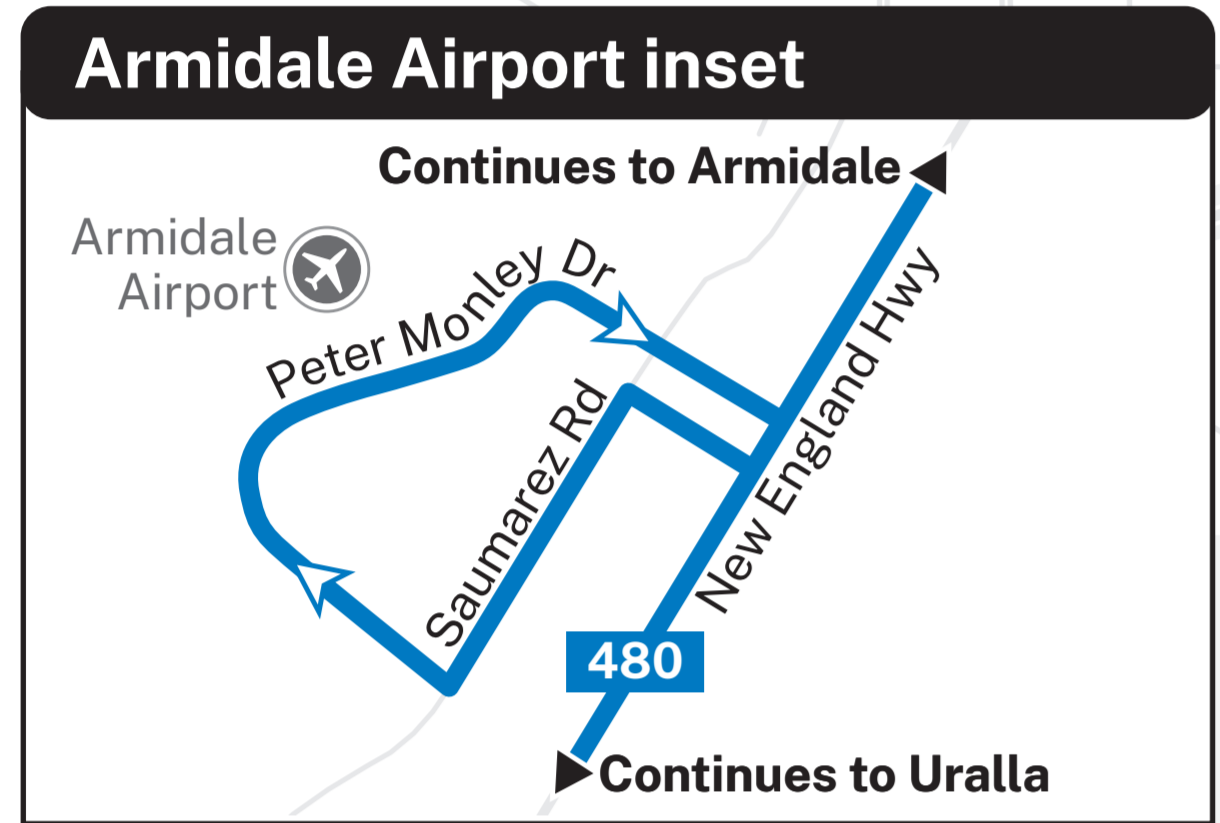 Armidale Airport inset
Continues to Armidale
Armidale
Airport
Peter Monley Dr
Saumarez Rd
New England Hwy
480
Continues to Uralla